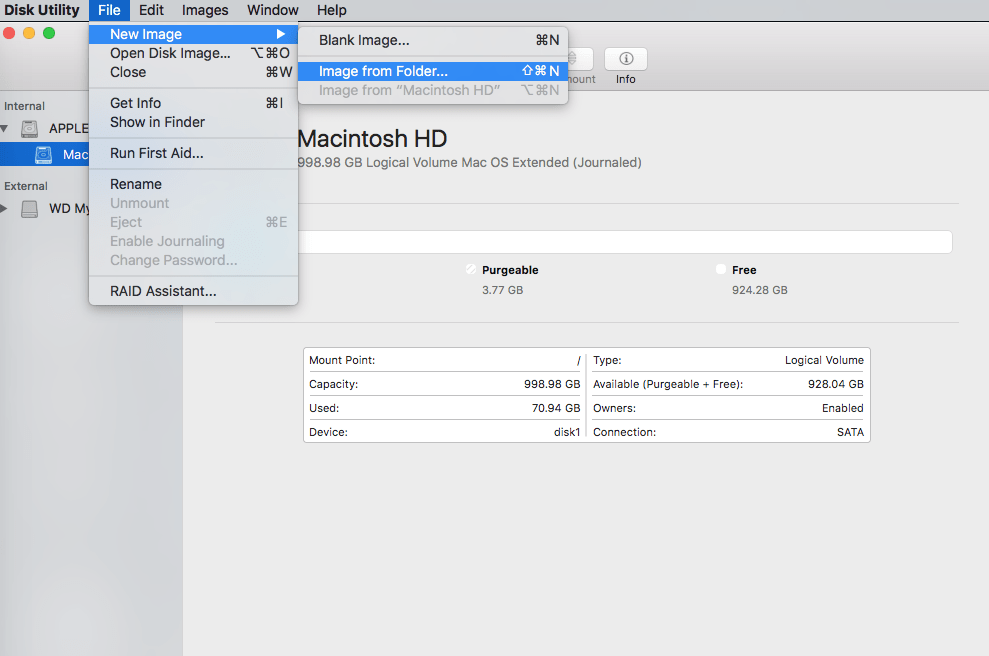 Disk Utility File Edit Images Window Help
New Image ▶
Open Disk Image... ⌥⌘O
Close ⌘W
Get Info ⌘I
Show in Finder
Run First Aid...
Rename
Unmount
Eject ⌘E
Enable Journaling
Change Password...
RAID Assistant...
Blank Image... ⌘N
Image from Folder... ⇧⌘N
Image from “Macintosh HD” ⌥⌘N
ount
Info
Internal
APPLE
Mac
External
WD My
Macintosh HD
998.98 GB Logical Volume Mac OS Extended (Journaled)
Purgeable
3.77 GB
Free
924.28 GB
Mount Point: / Type: Logical Volume
Capacity: 998.98 GB Available (Purgeable + Free): 928.04 GB
Used: 70.94 GB Owners: Enabled
Device: disk1 Connection: SATA